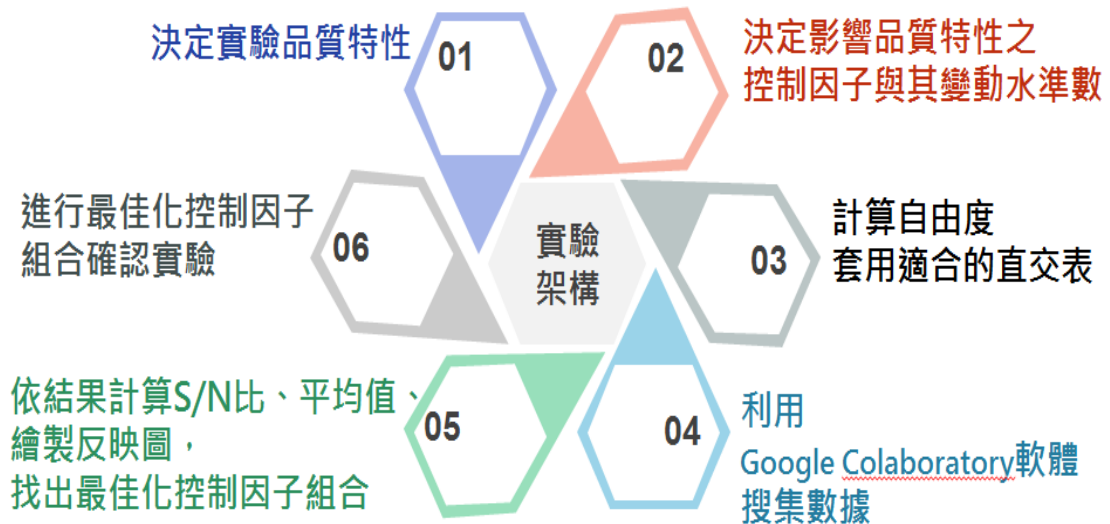 實驗
架構
01
決定實驗品質特性
02
決定影響品質特性之
控制因子與其變動水準數
03
計算自由度
套用適合的直交表
04
利用
Google Colaboratory軟體
搜集數據
05
依結果計算S/N比、平均值、
繪製反映圖，
找出最佳化控制因子組合
06
進行最佳化控制因子
組合確認實驗